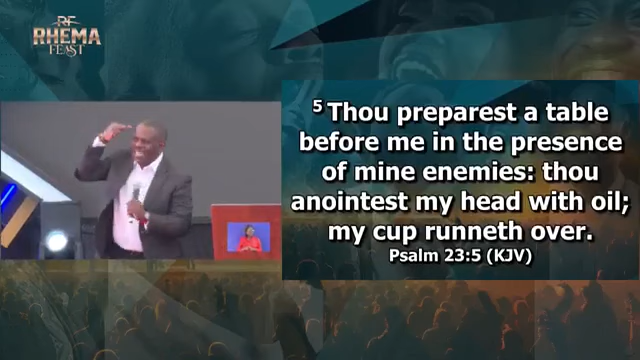 RF
RHEMA
FEAST
5 Thou preparest a table
before me in the presence
of mine enemies: thou
anointest my head with oil;
my cup runneth over.
Psalm 23:5 (KJV)